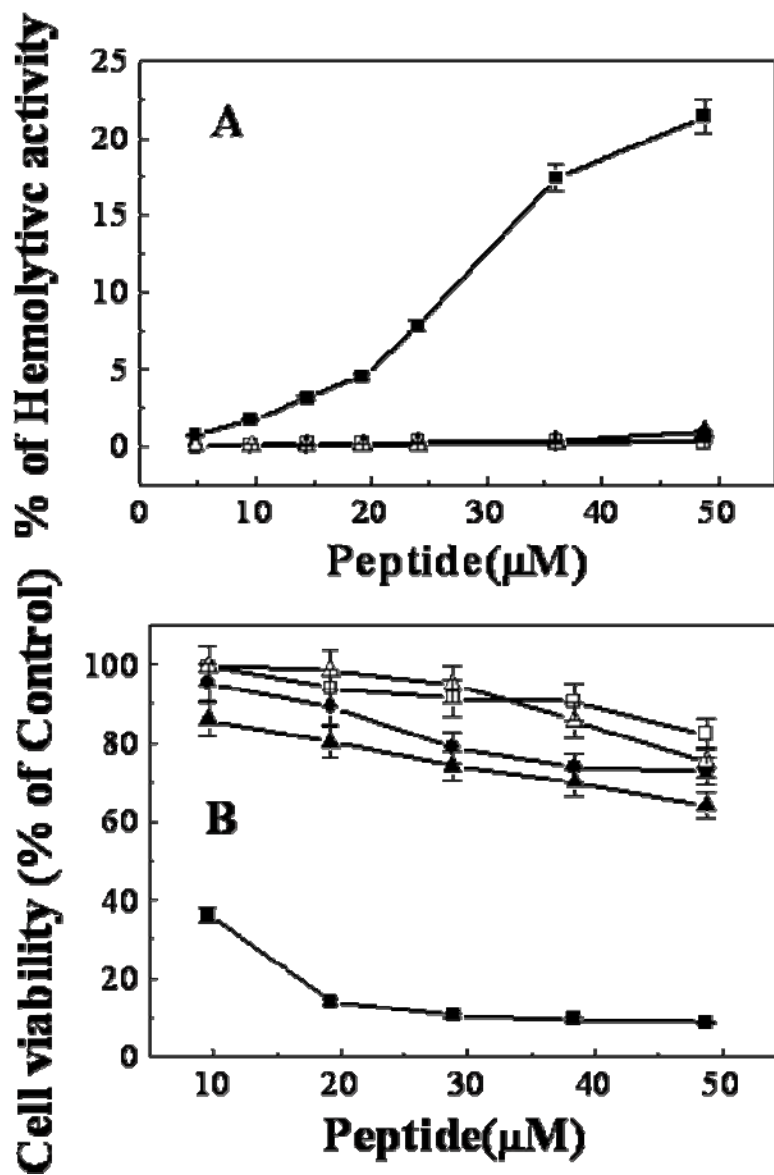 % of Hemolytivc activity
25
20
15
10
5
0
A
0 10 20 30 40 50
Peptide(μM)
Cell viability (% of Control)
100
80
60
40
20
0
B
10 20 30 40 50
Peptide(μM)